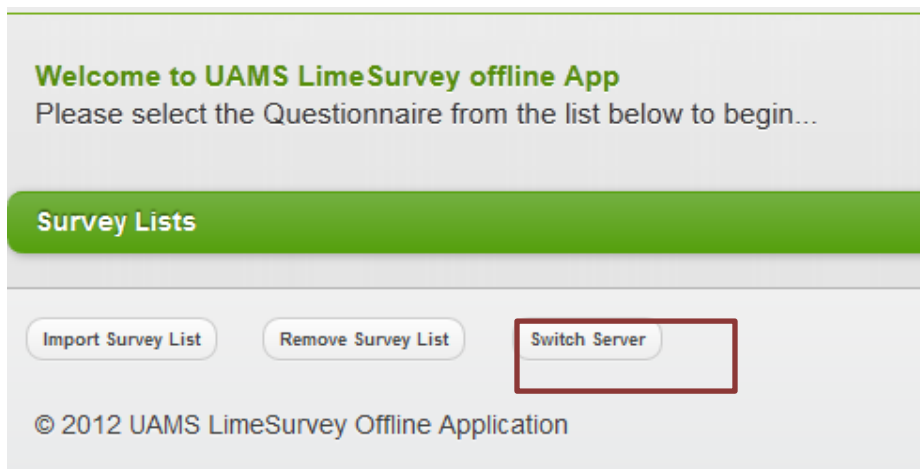 Welcome to UAMS LimeSurvey offline App
Please select the Questionnaire from the list below to begin...
Survey Lists
Import Survey List Remove Survey List Switch Server
© 2012 UAMS LimeSurvey Offline Application